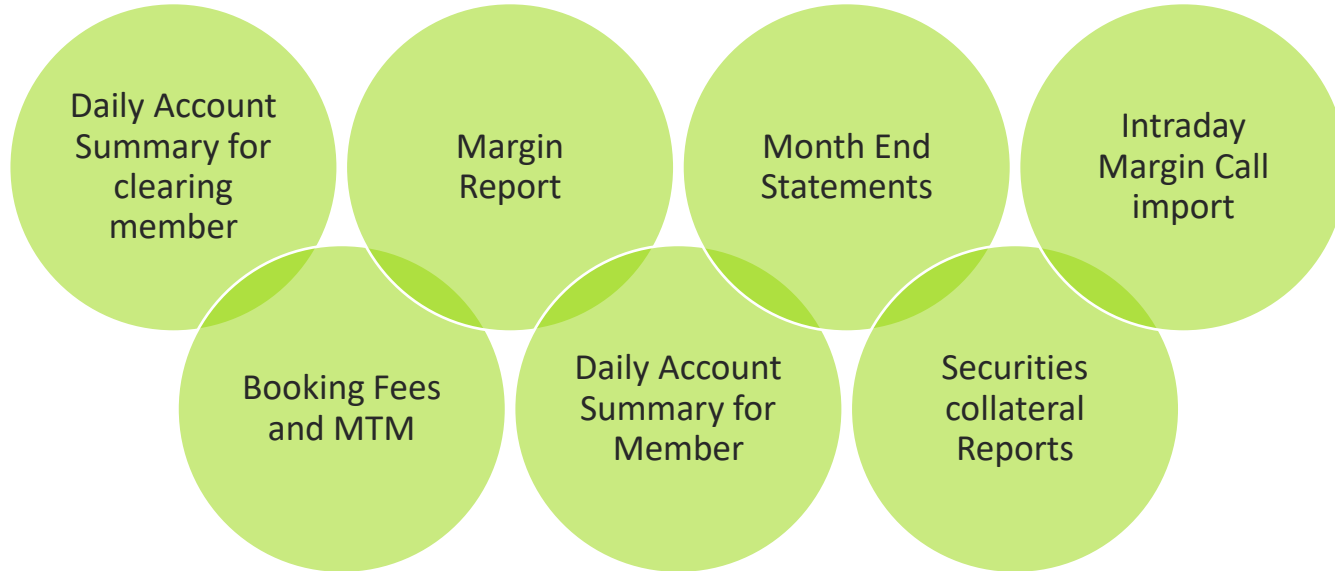 Daily Account
Summary for
clearing
member
Margin
Report
Month End
Statements
Intraday
Margin Call
import
Booking Fees
and MTM
Daily Account
Summary for
Member
Securities
collateral
Reports